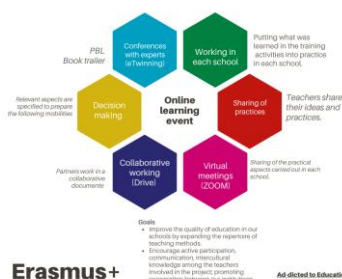 PBL
Book trailer
Conferences
with experts
(eTwinning)
Working in
each school
Putting what was
learned in the training
activities into practice
in each school.
Relevant aspects are
specified to prepare
the following mobilities
Decision
making
Online
learning
event
Sharing of
practices
Teachers share
their ideas and
practices.
Partners work in a
collaborative
documente
Collaborative
working
(Drive)
Virtual
meetings
(ZOOM)
Sharing of the practical
aspects carried out in each
school.
Goals
Improve the quality of education in our
schools by expanding the repertoire of
teaching methods.
Encourage active participation,
communication, intercultural
knowledge among the teachers
involved in the project, promoting
Erasmus+
Ad-dicted to Education